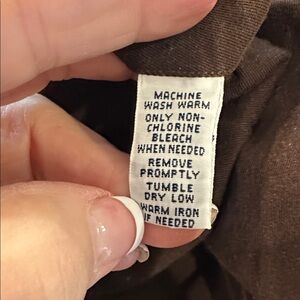 MACHINE
WASH WARM
ONLY NON-
CHLORINE
BLEACH
WHEN NEEDED
REMOVE
PROMPTLY
TUMBLE
DRY LOW
WARM IRON
IF NEEDED